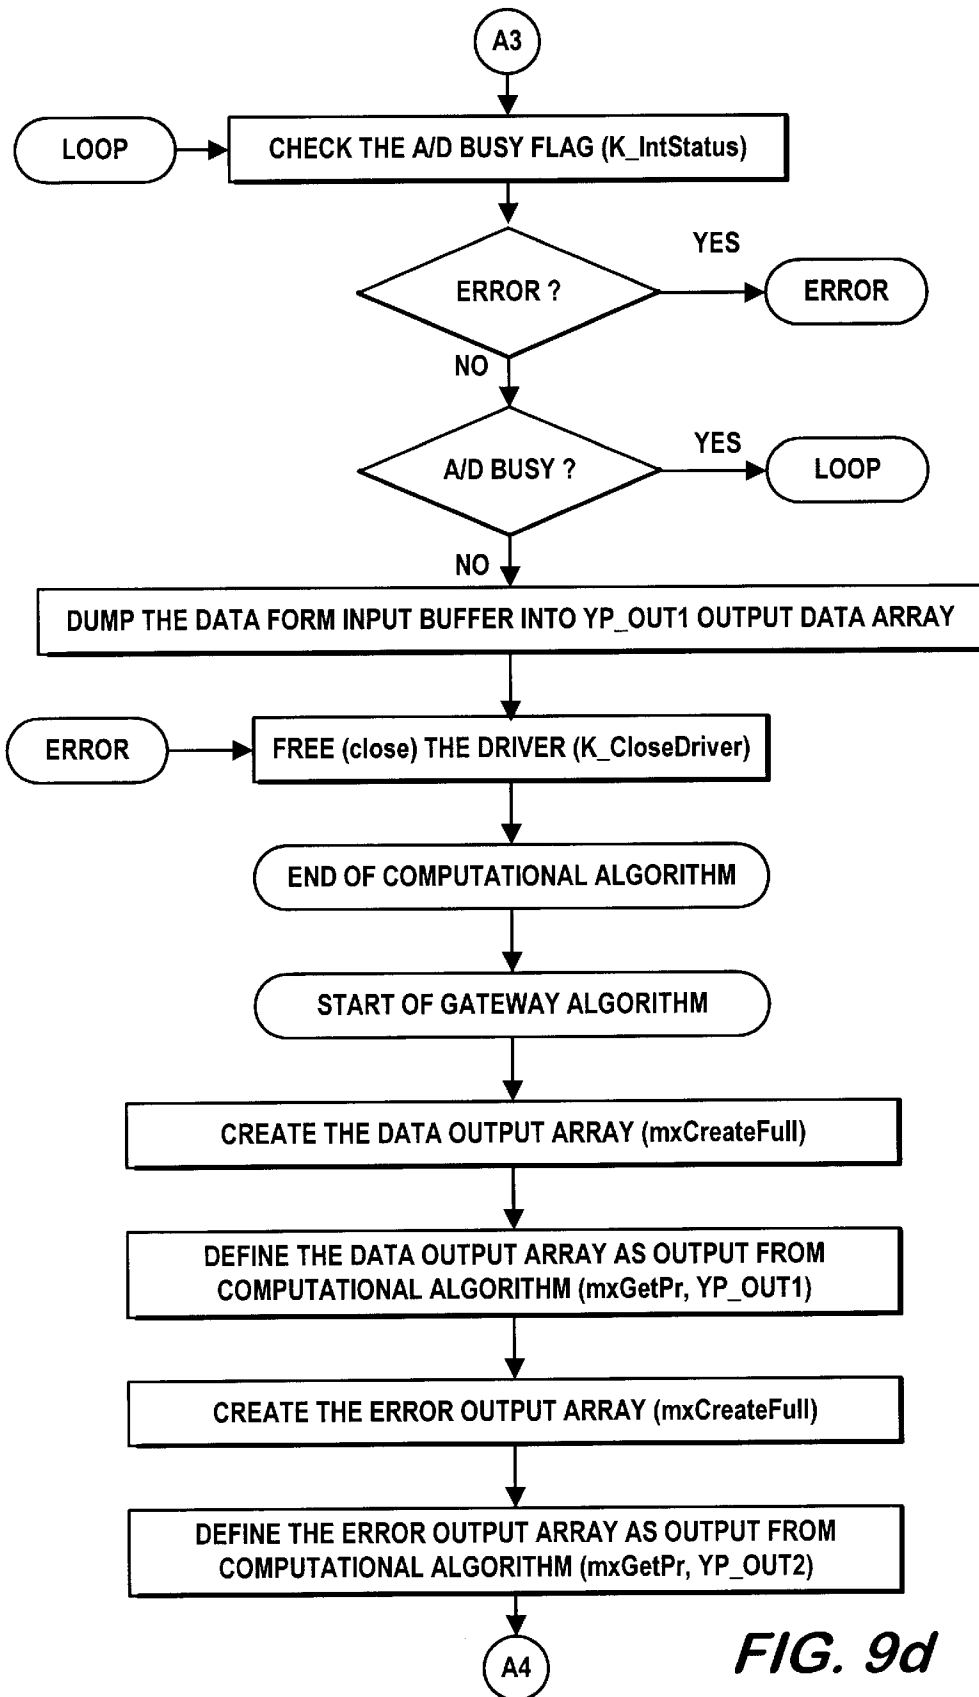 A3
LOOP
CHECK THE A/D BUSY FLAG (K_IntStatus)
YES
ERROR ?
ERROR
NO
YES
A/D BUSY ?
LOOP
NO
DUMP THE DATA FORM INPUT BUFFER INTO YP_OUT1 OUTPUT DATA ARRAY
ERROR
FREE (close) THE DRIVER (K_CloseDriver)
END OF COMPUTATIONAL ALGORITHM
START OF GATEWAY ALGORITHM
CREATE THE DATA OUTPUT ARRAY (mxCreateFull)
DEFINE THE DATA OUTPUT ARRAY AS OUTPUT FROM
COMPUTATIONAL ALGORITHM (mxGetPr, YP_OUT1)
CREATE THE ERROR OUTPUT ARRAY (mxCreateFull)
DEFINE THE ERROR OUTPUT ARRAY AS OUTPUT FROM
COMPUTATIONAL ALGORITHM (mxGetPr, YP_OUT2)
A4
FIG. 9d